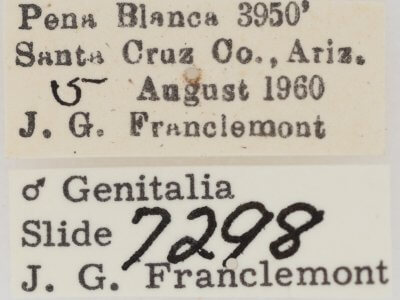 Pena Blanca 3950'
Santa Cruz Co., Ariz.
5 August 1960
J. G. Franclemont
♂ Genitalia
Slide 7298
J. G. Franclemont